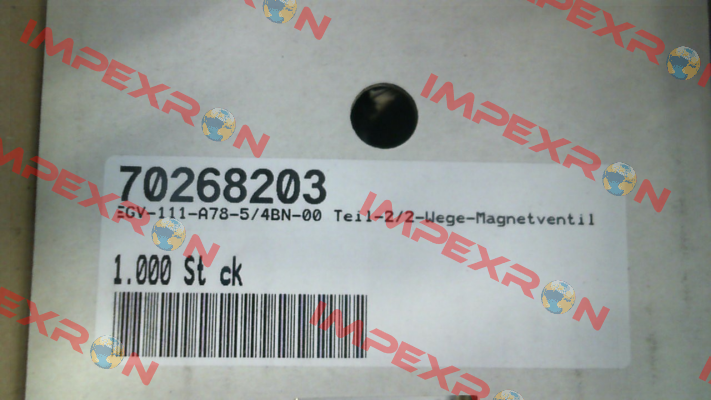 IMPEXRON
IMPEXRON
IMPEXRON
IMPEXRON
70268203
EGV-111-A78-5/4BN-00 Teil-2/2-Wege-Magnetventil
1.000 St ck
IMPEXRON
IMPEXRON